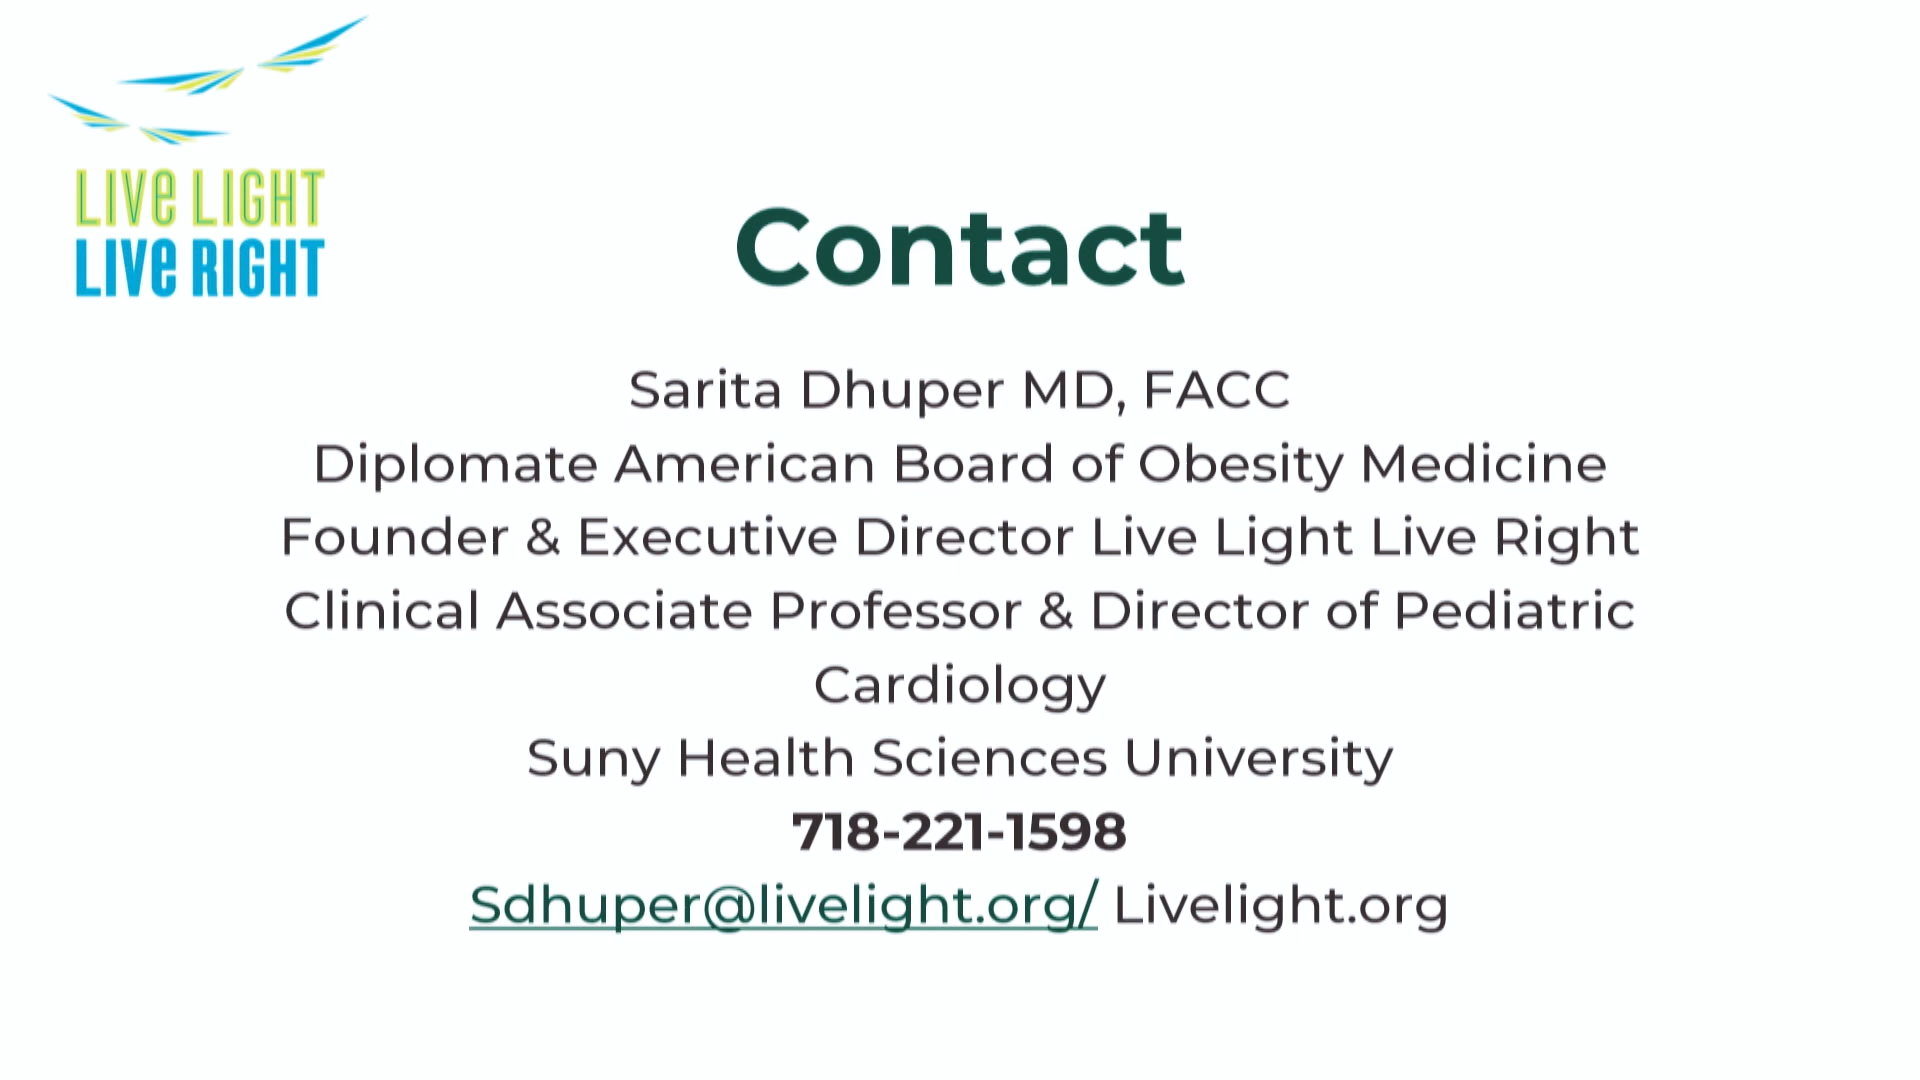 LIVE LIGHT
LIVE RIGHT
Contact
Sarita Dhuper MD, FACC
Diplomate American Board of Obesity Medicine
Founder & Executive Director Live Light Live Right
Clinical Associate Professor & Director of Pediatric
Cardiology
Suny Health Sciences University
718-221-1598
Sdhuper@livelight.org/ Livelight.org